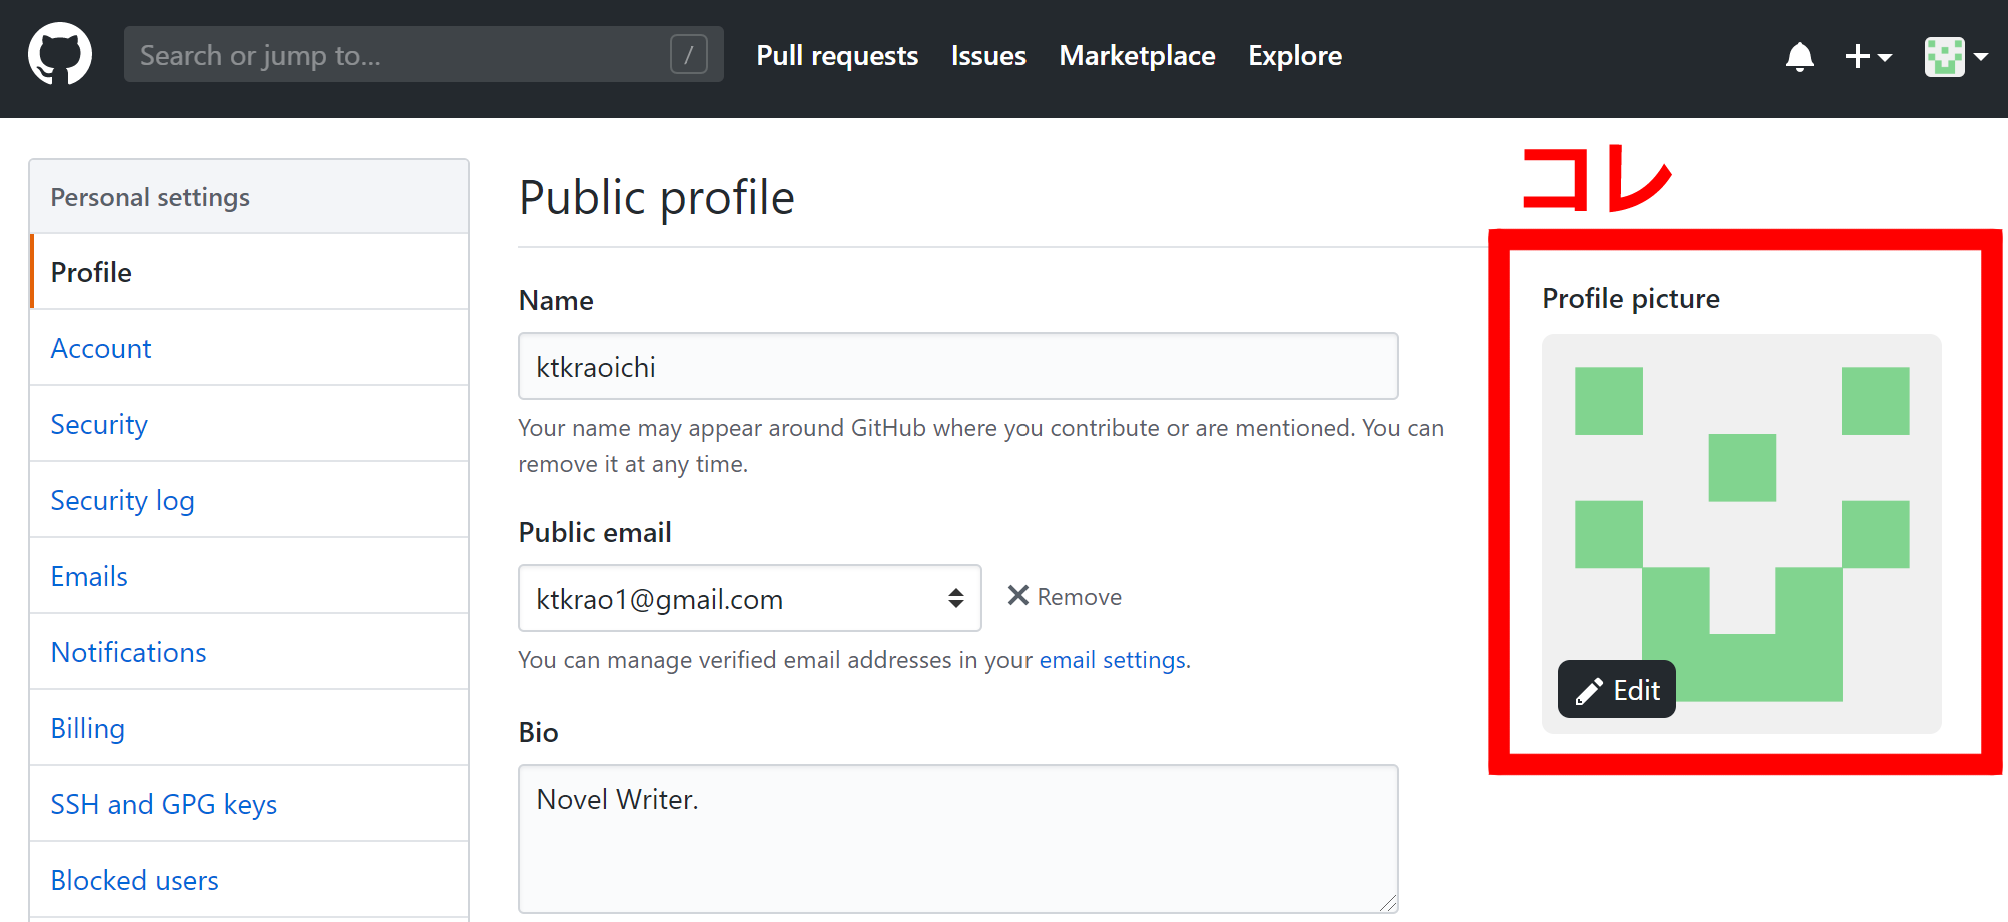 Search or jump to... /
Pull requests Issues Marketplace Explore
Personal settings
Profile
Account
Security
Security log
Emails
Notifications
Billing
SSH and GPG keys
Blocked users
Public profile
Name
ktkraoichi
Your name may appear around GitHub where you contribute or are mentioned. You can
remove it at any time.
Public email
ktkrao1@gmail.com
Remove
You can manage verified email addresses in your email settings.
Bio
Novel Writer.
コレ
Profile picture
Edit